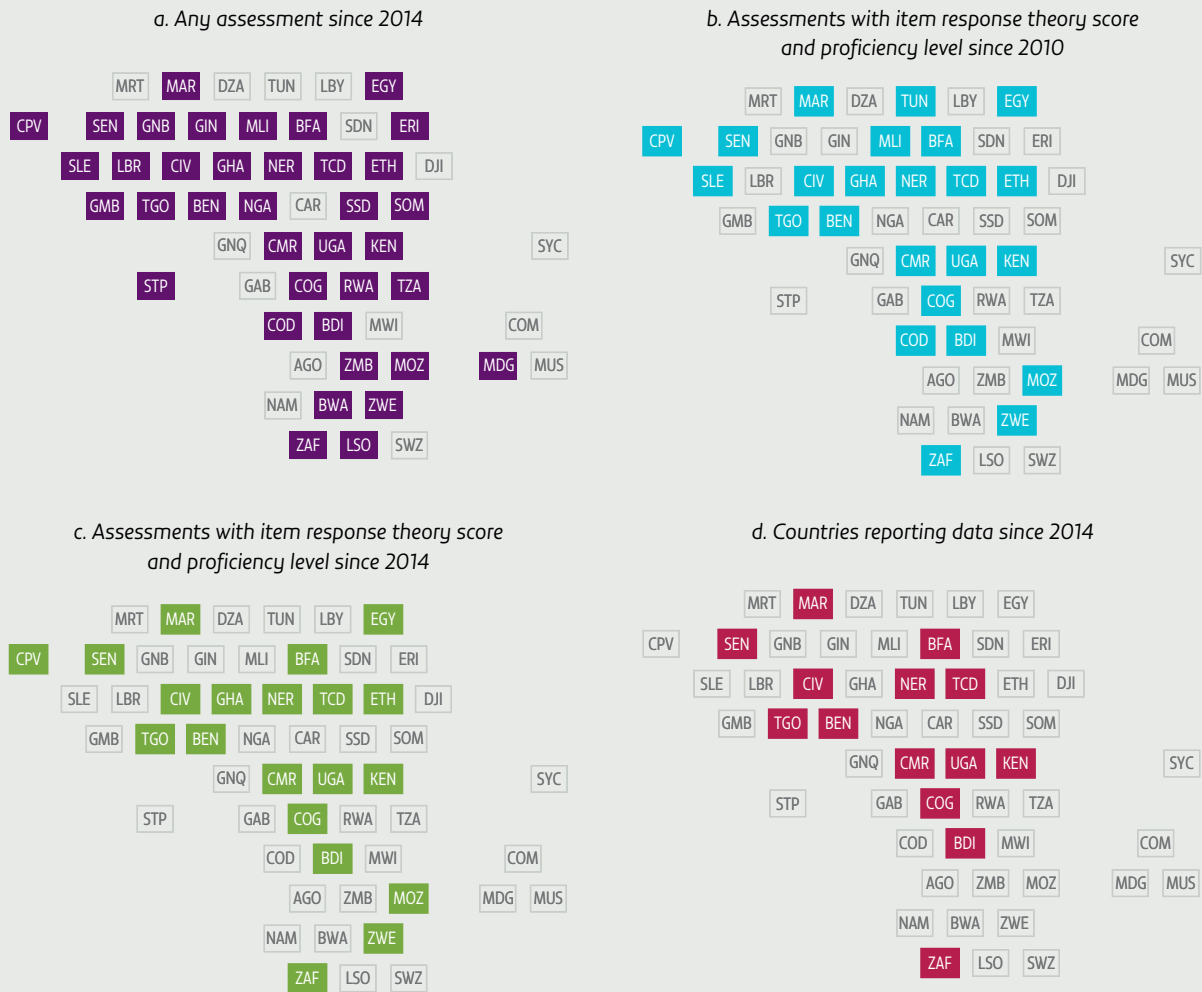 a. Any assessment since 2014
MRT MAR DZA TUN LBY EGY
CPV SEN GNB GIN MLI BFA SDN ERI
SLE LBR CIV GHA NER TCD ETH DJI
GMB TGO BEN NGA CAR SSD SOM
GNQ CMR UGA KEN SYC
STP GAB COG RWA TZA
COD BDI MWI COM
AGO ZMB MOZ MDG MUS
NAM BWA ZWE
ZAF LSO SWZ
b. Assessments with item response theory score
and proficiency level since 2010
MRT MAR DZA TUN LBY EGY
CPV SEN GNB GIN MLI BFA SDN ERI
SLE LBR CIV GHA NER TCD ETH DJI
GMB TGO BEN NGA CAR SSD SOM
GNQ CMR UGA KEN SYC
STP GAB COG RWA TZA
COD BDI MWI COM
AGO ZMB MOZ MDG MUS
NAM BWA ZWE
ZAF LSO SWZ
c. Assessments with item response theory score
and proficiency level since 2014
MRT MAR DZA TUN LBY EGY
CPV SEN GNB GIN MLI BFA SDN ERI
SLE LBR CIV GHA NER TCD ETH DJI
GMB TGO BEN NGA CAR SSD SOM
GNQ CMR UGA KEN SYC
STP GAB COG RWA TZA
COD BDI MWI COM
AGO ZMB MOZ MDG MUS
NAM BWA ZWE
ZAF LSO SWZ
d. Countries reporting data since 2014
MRT MAR DZA TUN LBY EGY
CPV SEN GNB GIN MLI BFA SDN ERI
SLE LBR CIV GHA NER TCD ETH DJI
GMB TGO BEN NGA CAR SSD SOM
GNQ CMR UGA KEN SYC
STP GAB COG RWA TZA
COD BDI MWI COM
AGO ZMB MOZ MDG MUS
NAM BWA ZWE
ZAF LSO SWZ